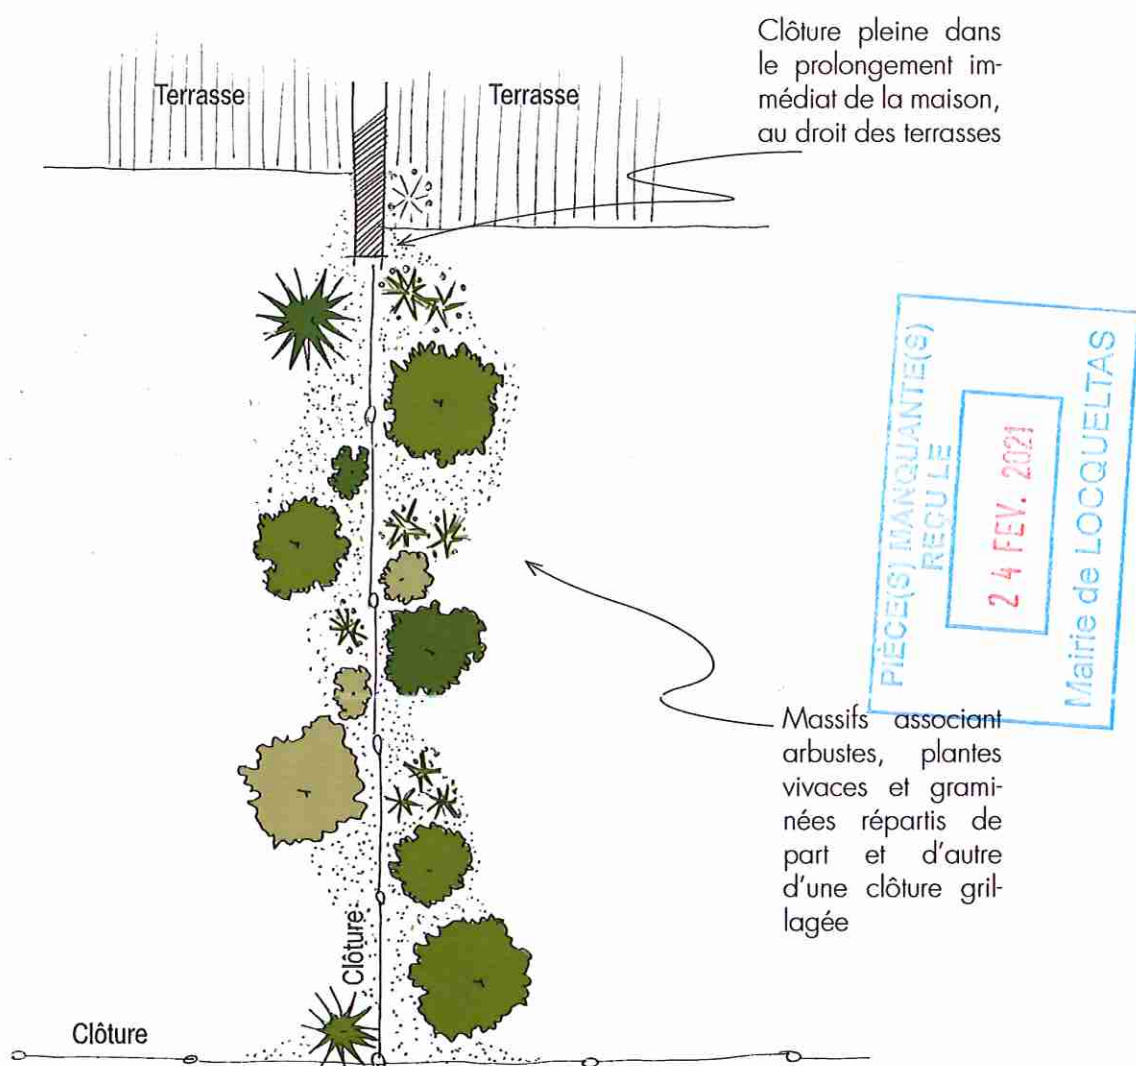 Clôture pleine dans
le prolongement im-
médiat de la maison,
au droit des terrasses
Terrasse
Terrasse
PIÈCE(S) MANQUANTE(S)
REÇU LE
24 FEV. 2021
Mairie de LOCQUELTAS
Massifs associant
arbustes, plantes
vivaces et grami-
nées répartis de
part et d'autre
d'une clôture gril-
lagée
Clôture
Clôture